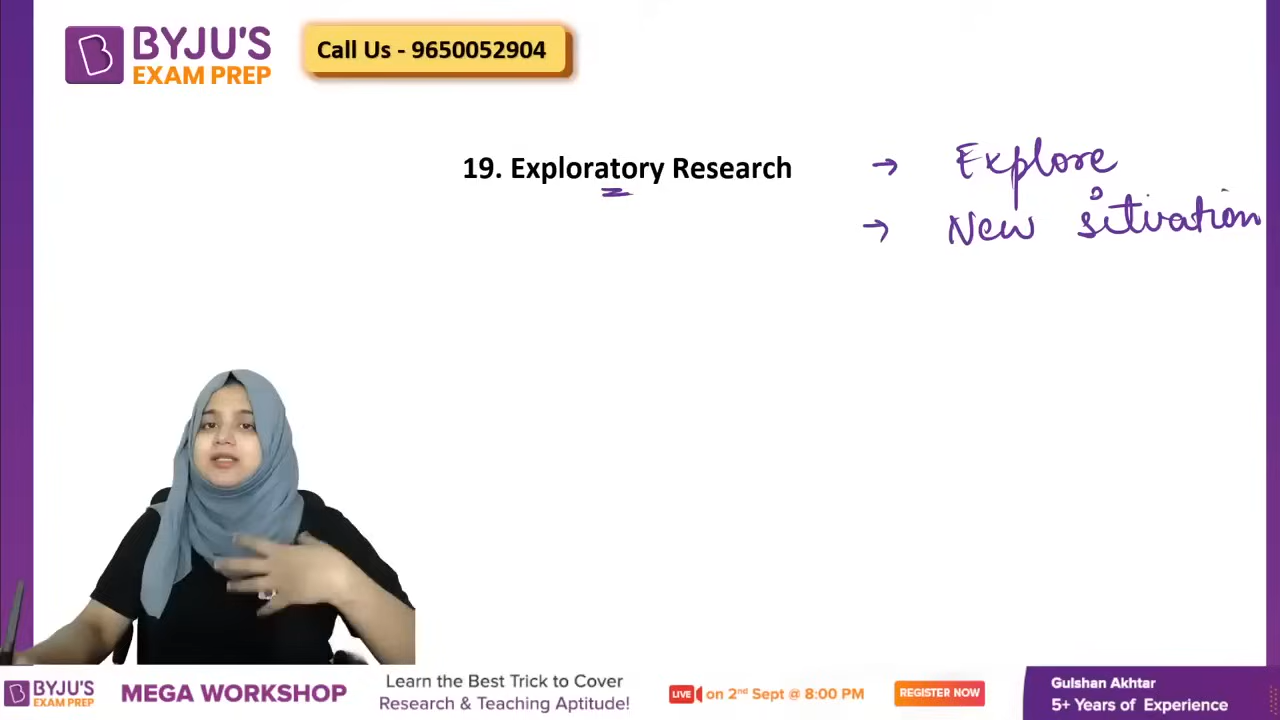 BYJU'S
EXAM PREP
Call Us - 9650052904
19. Exploratory Research
→ Explore
→ New situation
BYJU'S
EXAM PREP
MEGA WORKSHOP
Learn the Best Trick to Cover
Research & Teaching Aptitude!
LIVE on 2nd Sept @ 8:00 PM
REGISTER NOW
Gulshan Akhtar
5+ Years of Experience